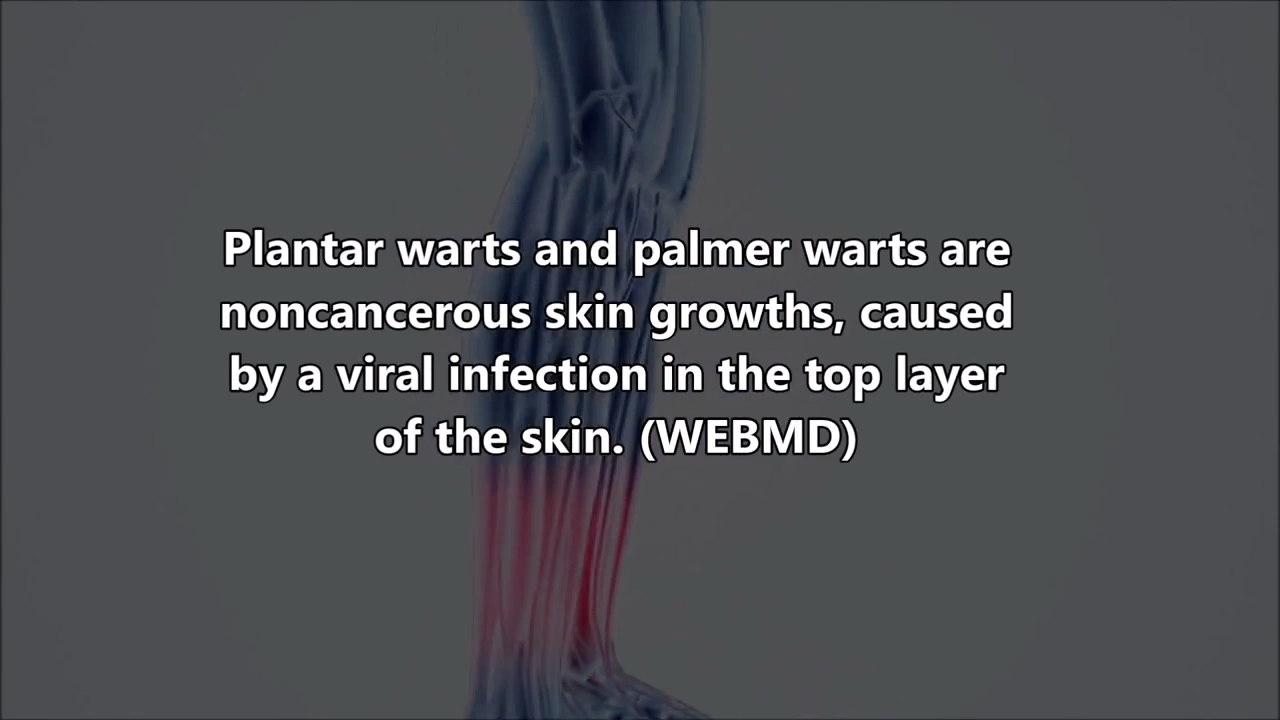 Plantar warts and palmer warts are
noncancerous skin growths, caused
by a viral infection in the top layer
of the skin. (WEBMD)